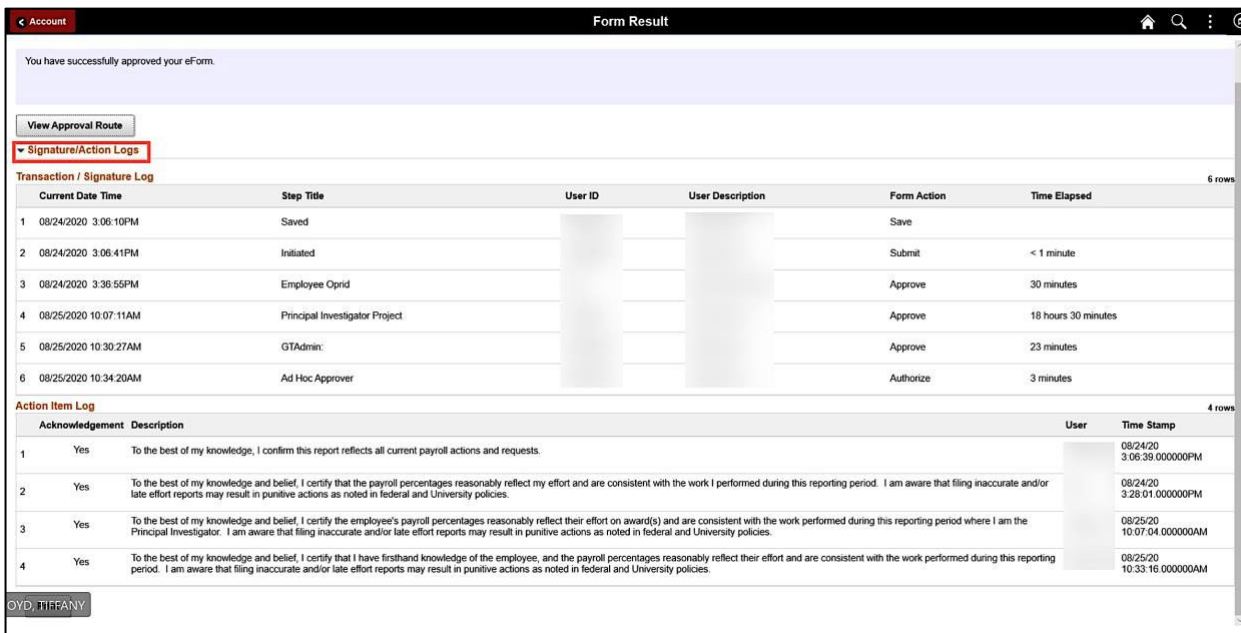 Account
Form Result
You have successfully approved your eForm.
View Approval Route
Signature/Action Logs
Transaction / Signature Log 6 rows
Current Date Time Step Title User ID User Description Form Action Time Elapsed
1 08/24/2020 3:06:10PM Saved Save
2 08/24/2020 3:06:41PM Initiated Submit < 1 minute
3 08/24/2020 3:36:55PM Employee Oprid Approve 30 minutes
4 08/25/2020 10:07:11AM Principal Investigator Project Approve 18 hours 30 minutes
5 08/25/2020 10:30:27AM GTAdmin: Approve 23 minutes
6 08/25/2020 10:34:20AM Ad Hoc Approver Authorize 3 minutes
Action Item Log 4 rows
Acknowledgement Description User Time Stamp
1 Yes To the best of my knowledge, I confirm this report reflects all current payroll actions and requests. 08/24/20
3:06:39.000000PM
2 Yes To the best of my knowledge and belief, I certify that the payroll percentages reasonably reflect my effort and are consistent with the work I performed during this reporting period. I am aware that filing inaccurate and/or
late effort reports may result in punitive actions as noted in federal and University policies.
08/24/20
3:28:01.000000PM
3 Yes To the best of my knowledge and belief, I certify the employee's payroll percentages reasonably reflect their effort on award(s) and are consistent with the work performed during this reporting period where I am the
Principal Investigator. I am aware that filing inaccurate and/or late effort reports may result in punitive actions as noted in federal and University policies.
08/25/20
10:07:04.000000AM
4 Yes To the best of my knowledge and belief, I certify that I have firsthand knowledge of the employee, and the payroll percentages reasonably reflect their effort and are consistent with the work performed during this reporting
period. I am aware that filing inaccurate and/or late effort reports may result in punitive actions as noted in federal and University policies.
08/25/20
10:33:16.000000AM
OYD, TIFFANY